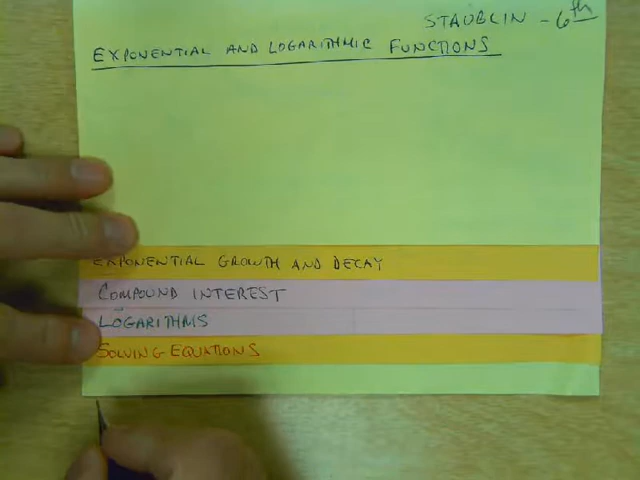 STAUBLIN - 6th
EXPONENTIAL AND LOGARITHMIC FUNCTIONS
EXPONENTIAL GROWTH AND DECAY
COMPOUND INTEREST
LOGARITHMS
SOLVING EQUATIONS